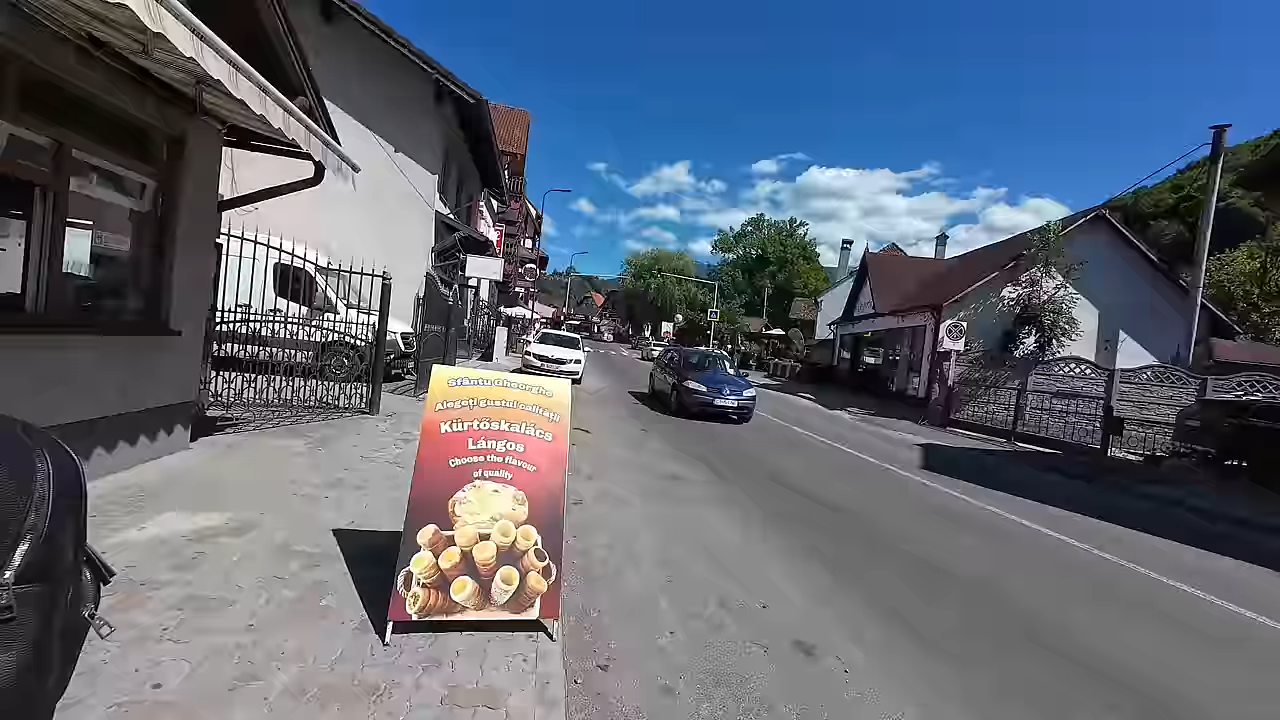 Sfântu Gheorghe
Alegeți gustul calității
Kürtőskalács
Lángos
Choose the flavour
of quality